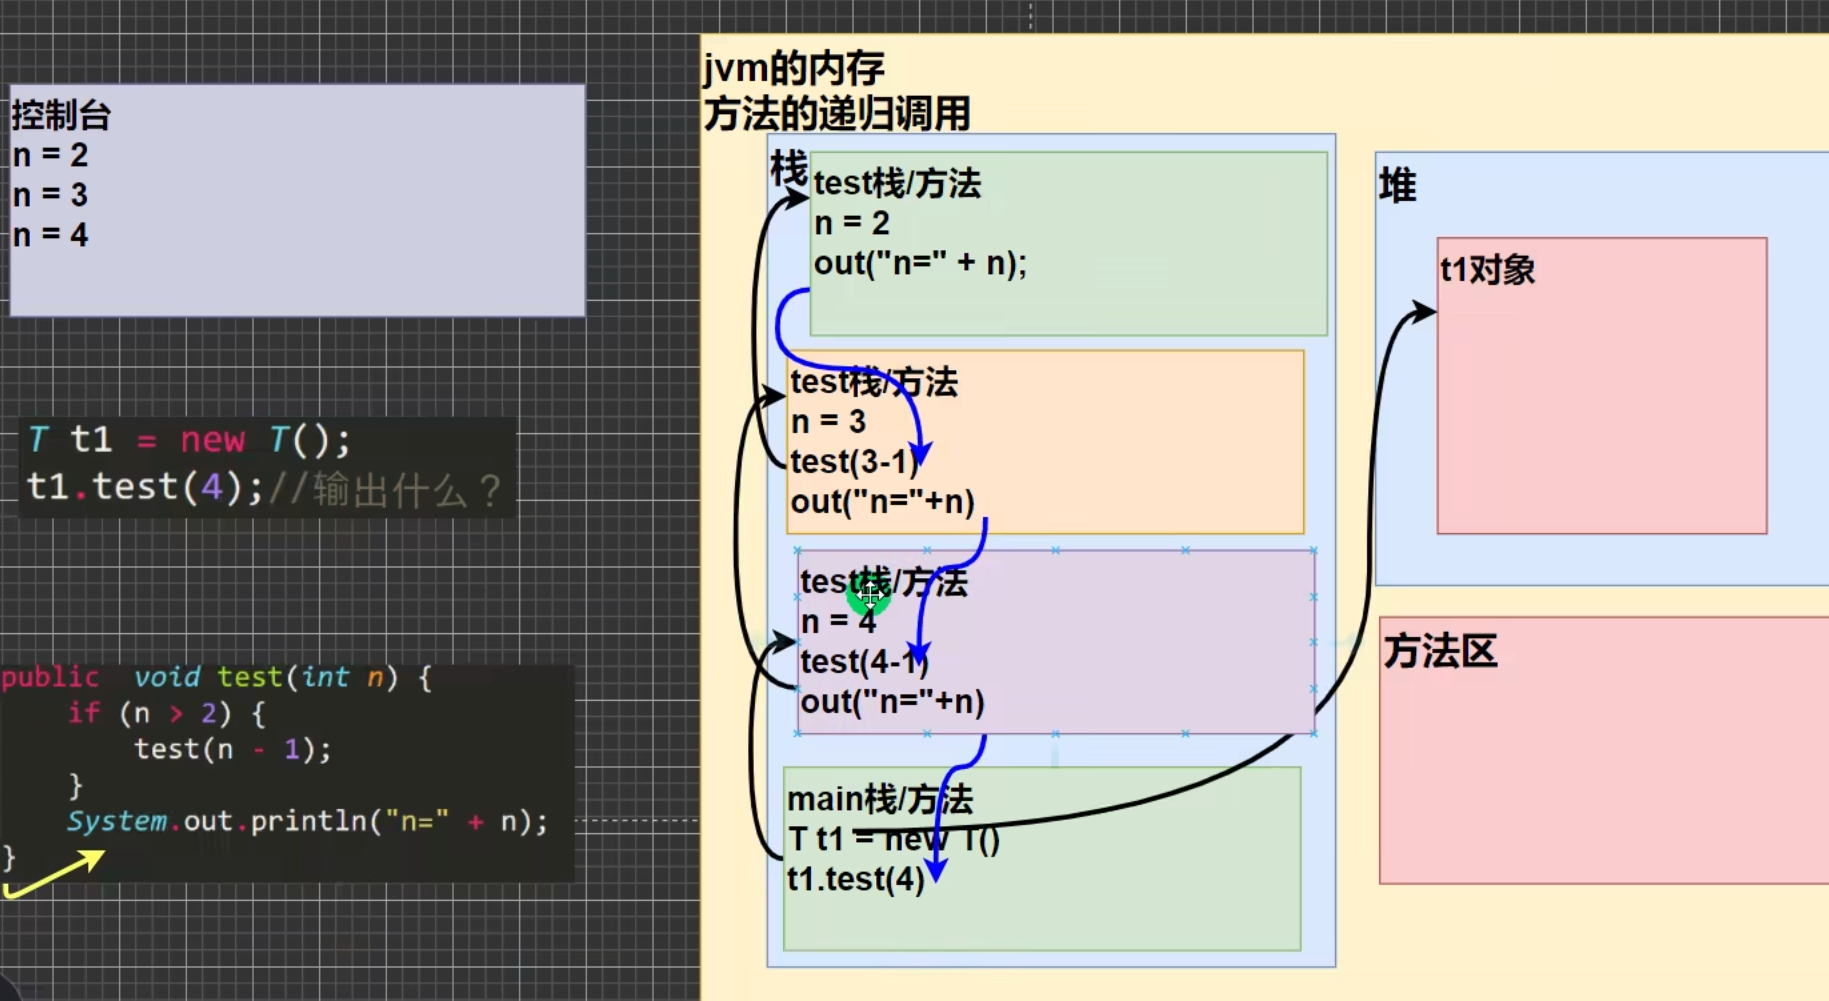 控制台
n = 2
n = 3
n = 4
T t1 = new T();
t1.test(4);//输出什么？
public  void test(int n) {
    if (n > 2) {
        test(n - 1);
    }
    System.out.println("n=" + n);
}
jvm的内存
方法的递归调用
栈
test栈/方法
n = 2
out("n=" + n);
test栈/方法
n = 3
test(3-1)
out("n="+n)
test栈/方法
n = 4
test(4-1)
out("n="+n)
main栈/方法
T t1 = new T()
t1.test(4)
堆
t1对象
方法区